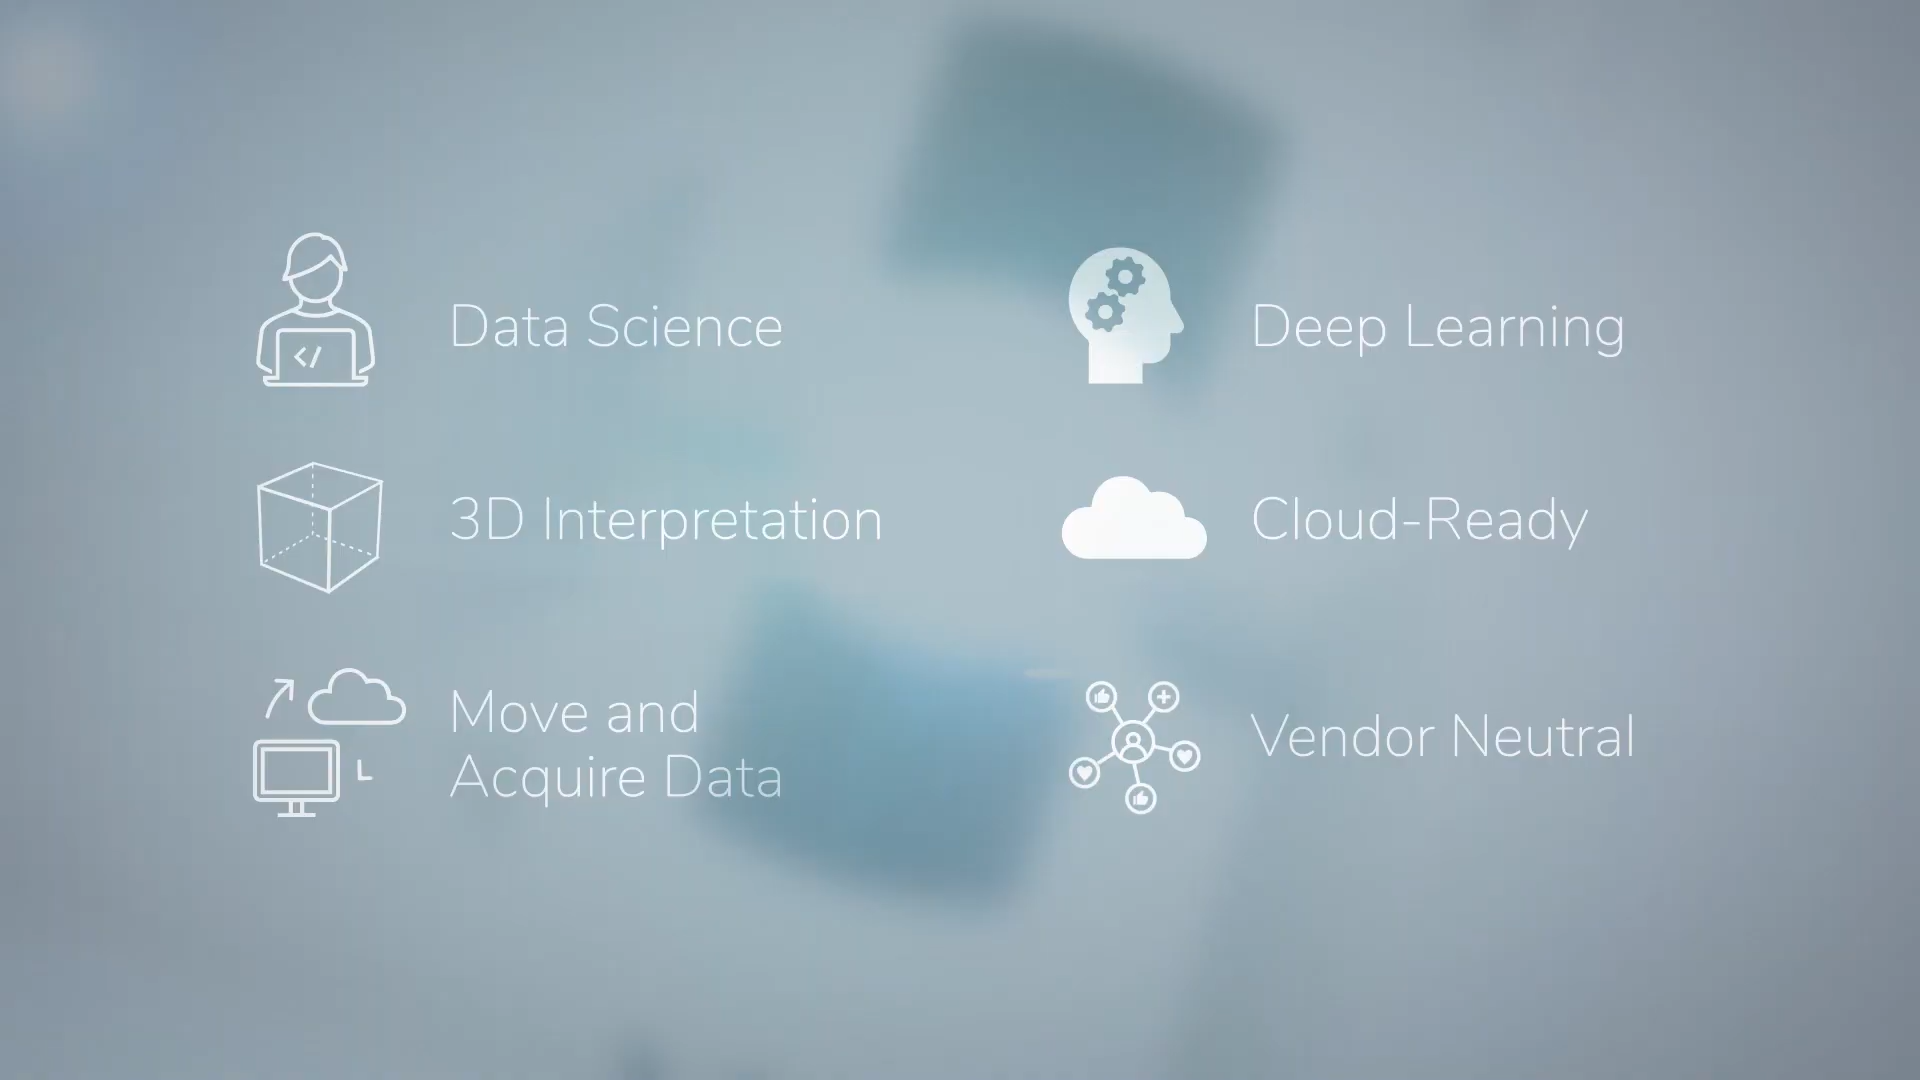 Data Science
Deep Learning
3D Interpretation
Cloud-Ready
Move and
Acquire Data
Vendor Neutral